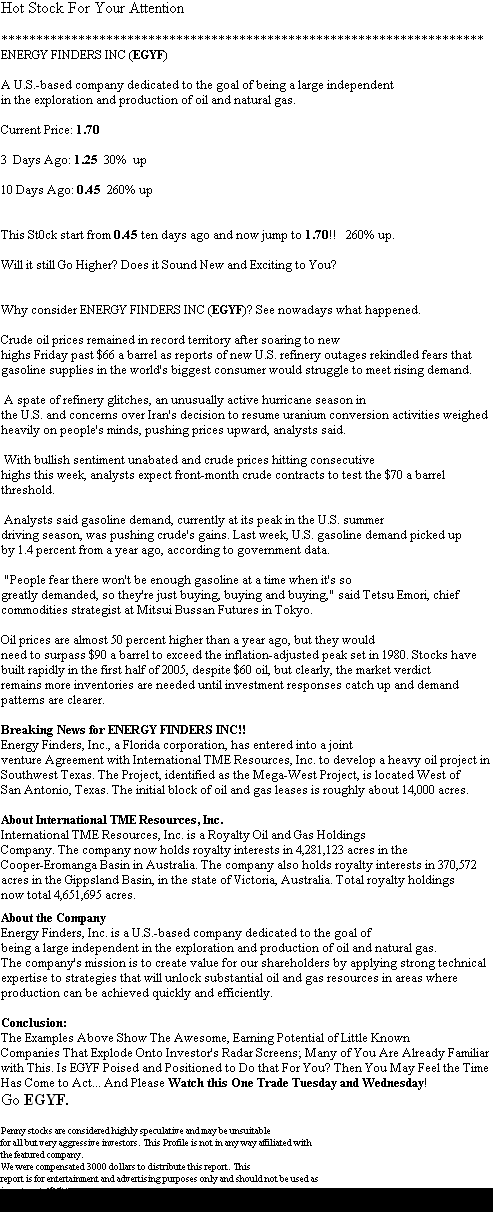 Hot Stock For Your Attention
*********************************************************************
ENERGY FINDERS INC (EGYF)
A U.S.-based company dedicated to the goal of being a large independent
in the exploration and production of oil and natural gas.
Current Price: 1.70
3 Days Ago: 1.25 30% up
10 Days Ago: 0.45 260% up
This St0ck start from 0.45 ten days ago and now jump to 1.70!! 260% up.
Will it still Go Higher? Does it Sound New and Exciting to You?
Why consider ENERGY FINDERS INC (EGYF)? See nowadays what happened.
Crude oil prices remained in record territory after soaring to new
highs Friday past $66 a barrel as reports of new U.S. refinery outages rekindled fears that
gasoline supplies in the world's biggest consumer would struggle to meet rising demand.
A spate of refinery glitches, an unusually active hurricane season in
the U.S. and concerns over Iran's decision to resume uranium conversion activities weighed
heavily on people's minds, pushing prices upward, analysts said.
With bullish sentiment unabated and crude prices hitting consecutive
highs this week, analysts expect front-month crude contracts to test the $70 a barrel
threshold.
Analysts said gasoline demand, currently at its peak in the U.S. summer
driving season, was pushing crude's gains. Last week, U.S. gasoline demand picked up
by 1.4 percent from a year ago, according to government data.
"People fear there won't be enough gasoline at a time when it's so
greatly demanded, so they're just buying, buying and buying," said Tetsu Emori, chief
commodities strategist at Mitsui Bussan Futures in Tokyo.
Oil prices are almost 50 percent higher than a year ago, but they would
need to surpass $90 a barrel to exceed the inflation-adjusted peak set in 1980. Stocks have
built rapidly in the first half of 2005, despite $60 oil, but clearly, the market verdict
remains more inventories are needed until investment responses catch up and demand
patterns are clearer.
Breaking News for ENERGY FINDERS INC!!
Energy Finders, Inc., a Florida corporation, has entered into a joint
venture Agreement with International TME Resources, Inc. to develop a heavy oil project in
Southwest Texas. The Project, identified as the Mega-West Project, is located West of
San Antonio, Texas. The initial block of oil and gas leases is roughly about 14,000 acres.
About International TME Resources, Inc.
International TME Resources, Inc. is a Royalty Oil and Gas Holdings
Company. The company now holds royalty interests in 4,281,123 acres in the
Cooper-Eromanga Basin in Australia. The company also holds royalty interests in 370,572
acres in the Gippsland Basin, in the state of Victoria, Australia. Total royalty holdings
now total 4,651,695 acres.
About the Company
Energy Finders, Inc. is a U.S.-based company dedicated to the goal of
being a large independent in the exploration and production of oil and natural gas.
The company's mission is to create value for our shareholders by applying strong technical
expertise to strategies that will unlock substantial oil and gas resources in areas where
production can be achieved quickly and efficiently.
Conclusion:
The Examples Above Show The Awesome, Earning Potential of Little Known
Companies That Explode Onto Investor's Radar Screens; Many of You Are Already Familiar
with This. Is EGYF Poised and Positioned to Do that For You? Then You May Feel the Time
Has Come to Act... And Please Watch this One Trade Tuesday and Wednesday!
Go EGYF.
Penny stocks are considered highly speculative and may be unsuitable
for all but very aggressive investors. This Profile is not in any way affiliated with
the featured company.
We were compensated 3000 dollars to distribute this report. This
report is for entertainment and advertising purposes only and should not be used as